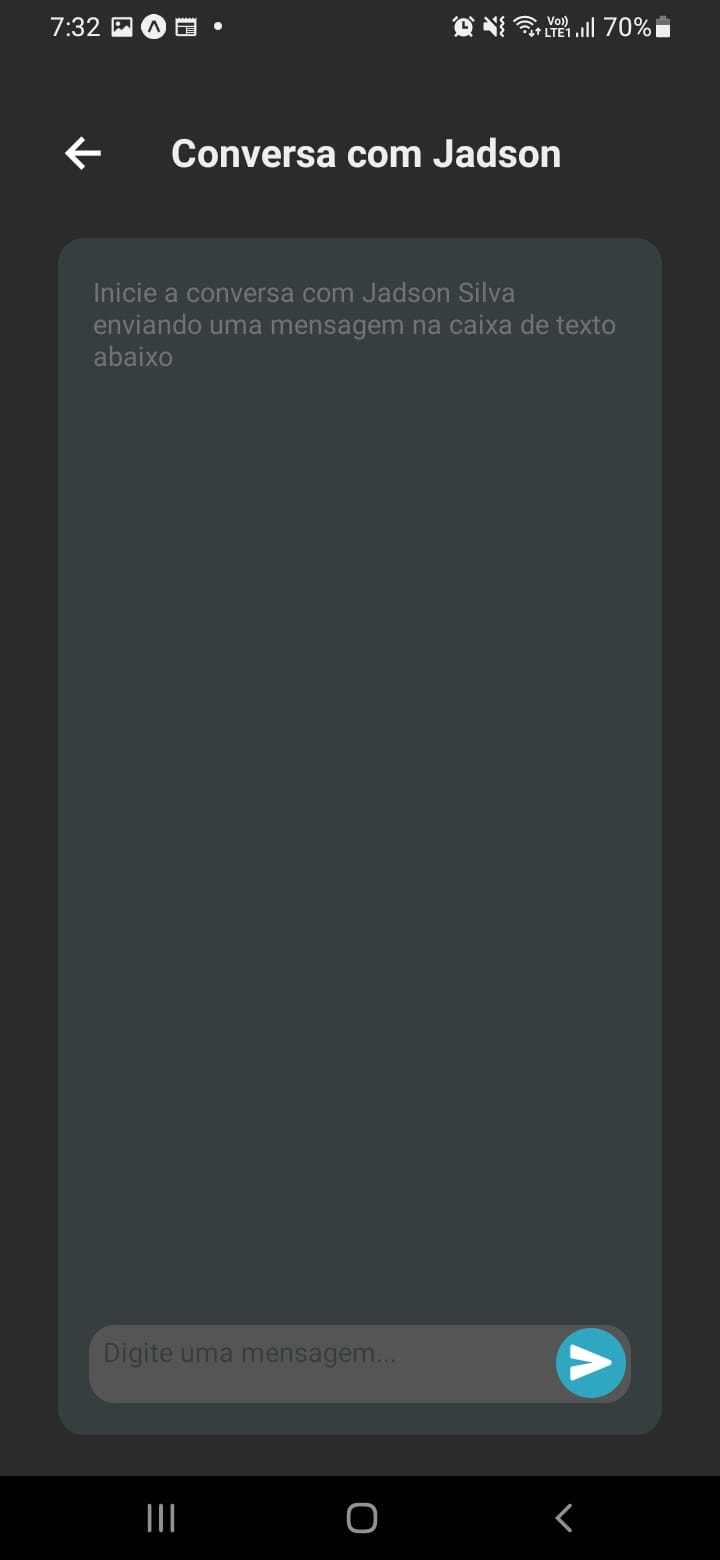 7:32
Vo))
LTE1
70%
Conversa com Jadson
Inicie a conversa com Jadson Silva
enviando uma mensagem na caixa de texto
abaixo
Digite uma mensagem...